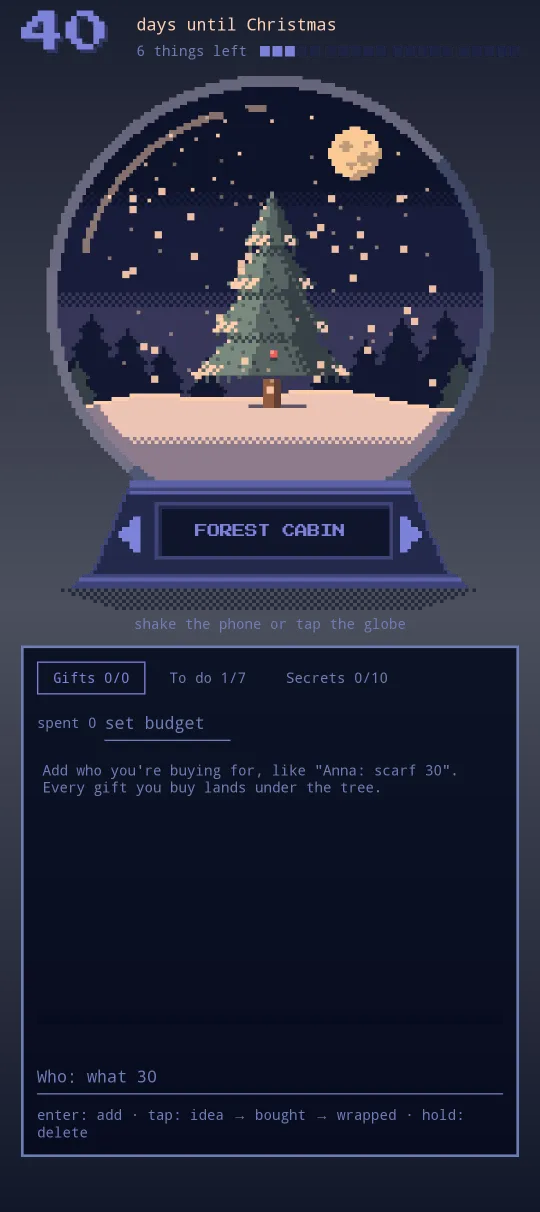 40
days until Christmas
6 things left
FOREST CABIN
shake the phone or tap the globe
Gifts 0/0 To do 1/7 Secrets 0/10
spent 0 set budget
Add who you're buying for, like "Anna: scarf 30".
Every gift you buy lands under the tree.
Who: what 30
enter: add · tap: idea → bought → wrapped · hold:
delete